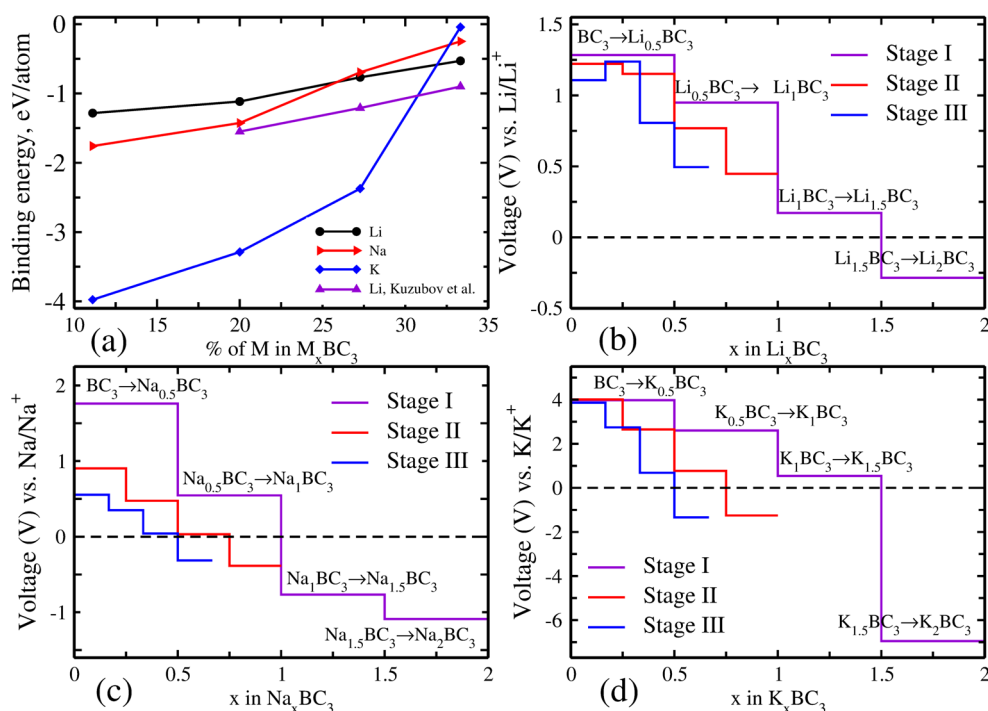 0
-1
-2
-3
-4
Binding energy, eV/atom
10 15 20 25 30 35
% of M in MₓBC₃
(a)
Li
Na
K
Li, Kuzubov et al.
1.5
1
0.5
0
-0.5
Voltage (V) vs. Li/Li⁺
BC₃→Li₀.₅BC₃
Li₀.₅BC₃→ Li₁BC₃
Li₁BC₃→Li₁.₅BC₃
Li₁.₅BC₃→Li₂BC₃
Stage I
Stage II
Stage III
0 0.5 1 1.5 2
x in LiₓBC₃
(b)
2
1
0
-1
Voltage (V) vs. Na/Na⁺
BC₃→Na₀.₅BC₃
Na₀.₅BC₃→Na₁BC₃
Na₁BC₃→Na₁.₅BC₃
Na₁.₅BC₃→Na₂BC₃
Stage I
Stage II
Stage III
0 0.5 1 1.5 2
x in NaₓBC₃
(c)
4
2
0
-2
-4
-6
Voltage (V) vs. K/K⁺
BC₃→K₀.₅BC₃
K₀.₅BC₃→K₁BC₃
K₁BC₃→K₁.₅BC₃
K₁.₅BC₃→K₂BC₃
Stage I
Stage II
Stage III
0 0.5 1 1.5 2
x in KₓBC₃
(d)